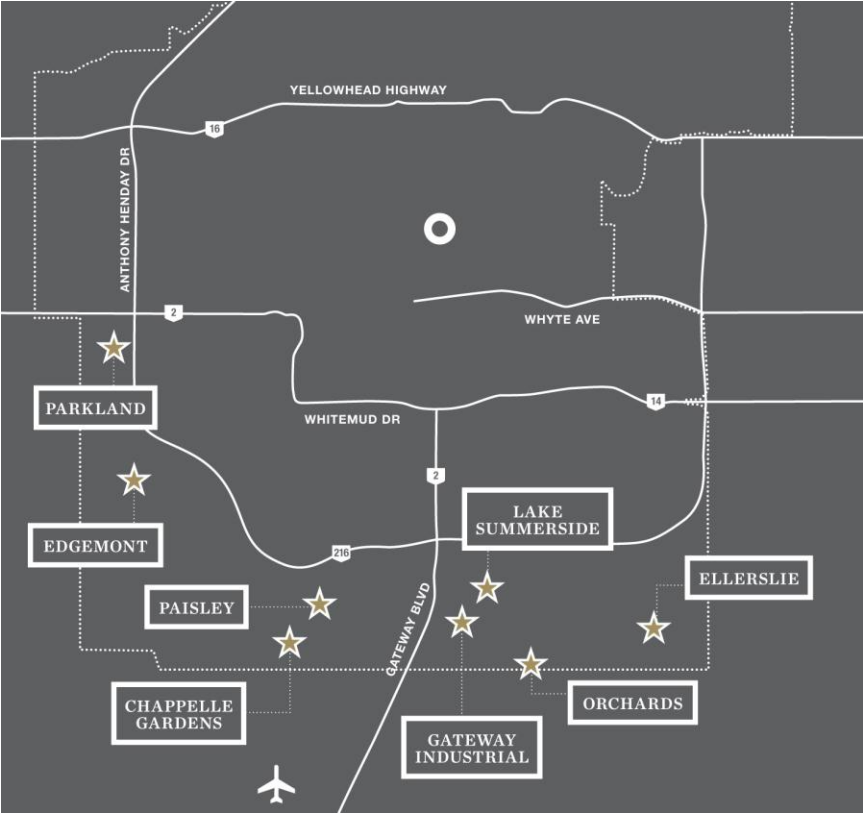 YELLOWHEAD HIGHWAY
16
ANTHONY HENDAY DR
2
WHYTE AVE
PARKLAND
14
WHITEMUD DR
2
LAKE
SUMMERSIDE
EDGEMONT
216
ELLERSLIE
PAISLEY
GATEWAY BLVD
CHAPPELLE
GARDENS
ORCHARDS
GATEWAY
INDUSTRIAL